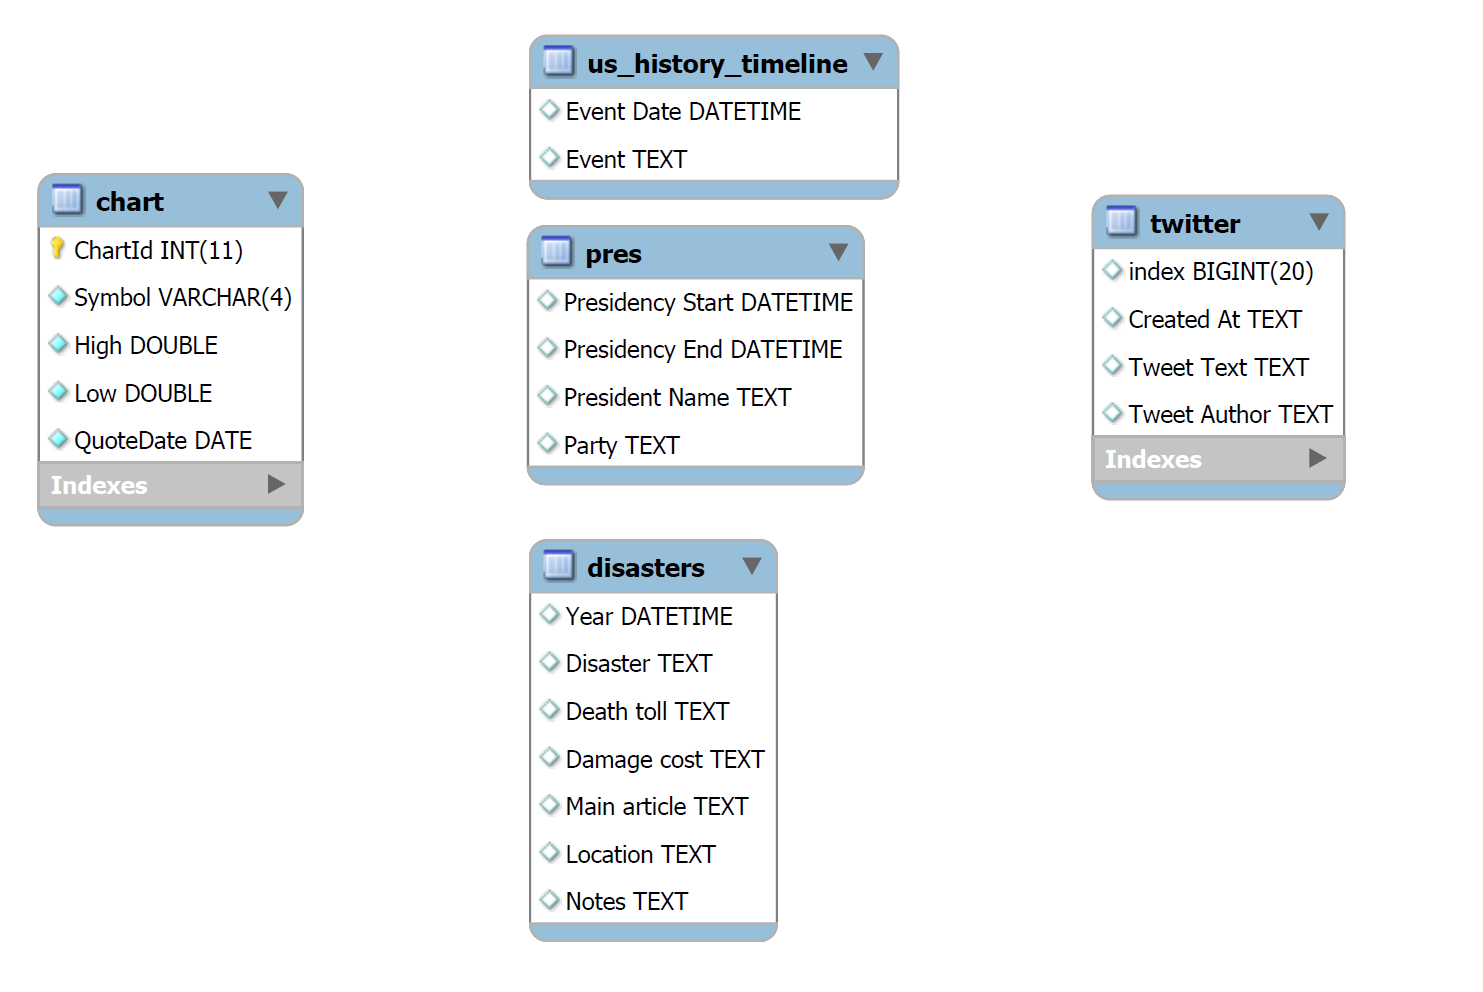 us_history_timeline
Event Date DATETIME
Event TEXT
chart
ChartId INT(11)
Symbol VARCHAR(4)
High DOUBLE
Low DOUBLE
QuoteDate DATE
Indexes
pres
Presidency Start DATETIME
Presidency End DATETIME
President Name TEXT
Party TEXT
twitter
index BIGINT(20)
Created At TEXT
Tweet Text TEXT
Tweet Author TEXT
Indexes
disasters
Year DATETIME
Disaster TEXT
Death toll TEXT
Damage cost TEXT
Main article TEXT
Location TEXT
Notes TEXT